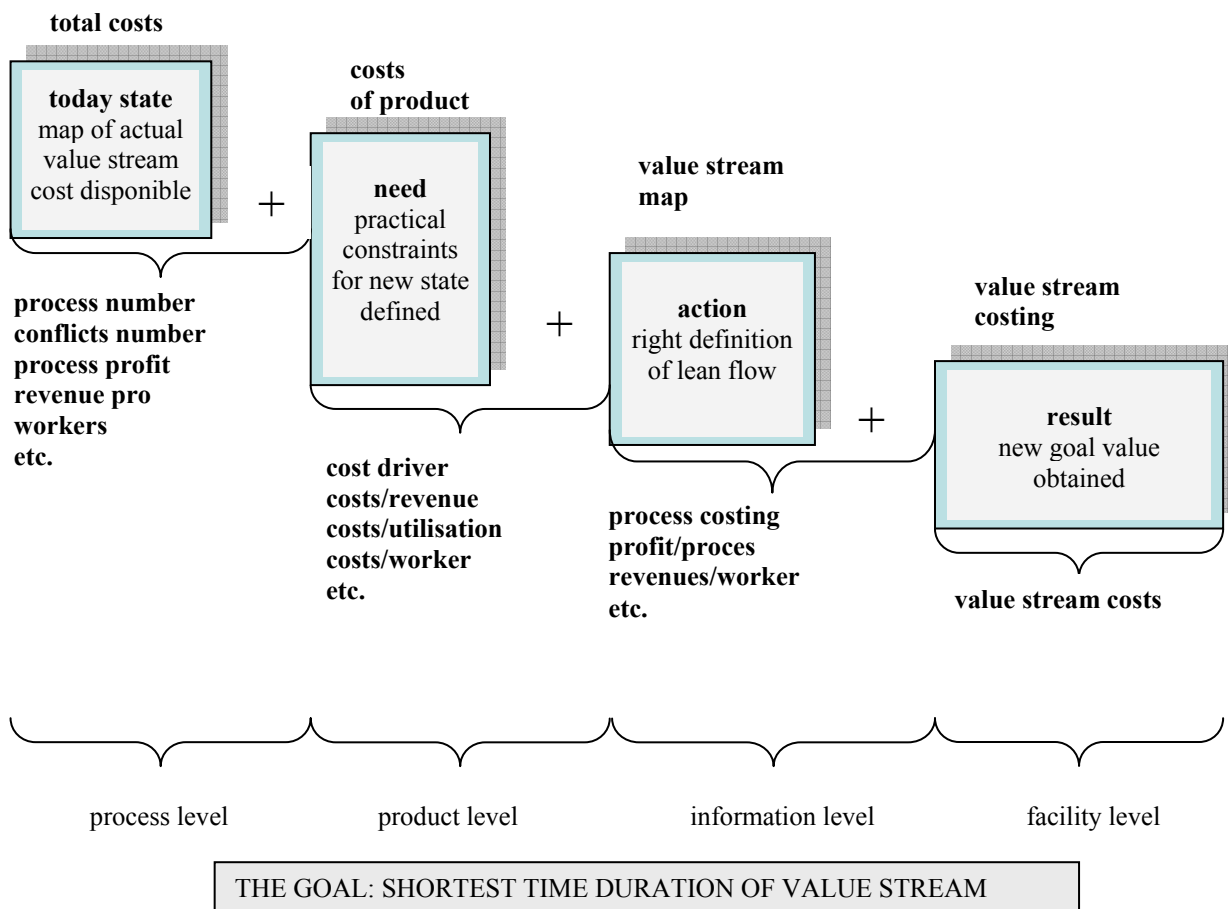 total costs
today state
map of actual
value stream
cost disponible
+
process number
conflicts number
process profit
revenue pro
workers
etc.
costs
of product
need
practical
constraints
for new state
defined
+
cost driver
costs/revenue
costs/utilisation
costs/worker
etc.
value stream
map
action
right definition
of lean flow
+
process costing
profit/proces
revenues/worker
etc.
value stream
costing
result
new goal value
obtained
value stream costs
process level
product level
information level
facility level
THE GOAL: SHORTEST TIME DURATION OF VALUE STREAM